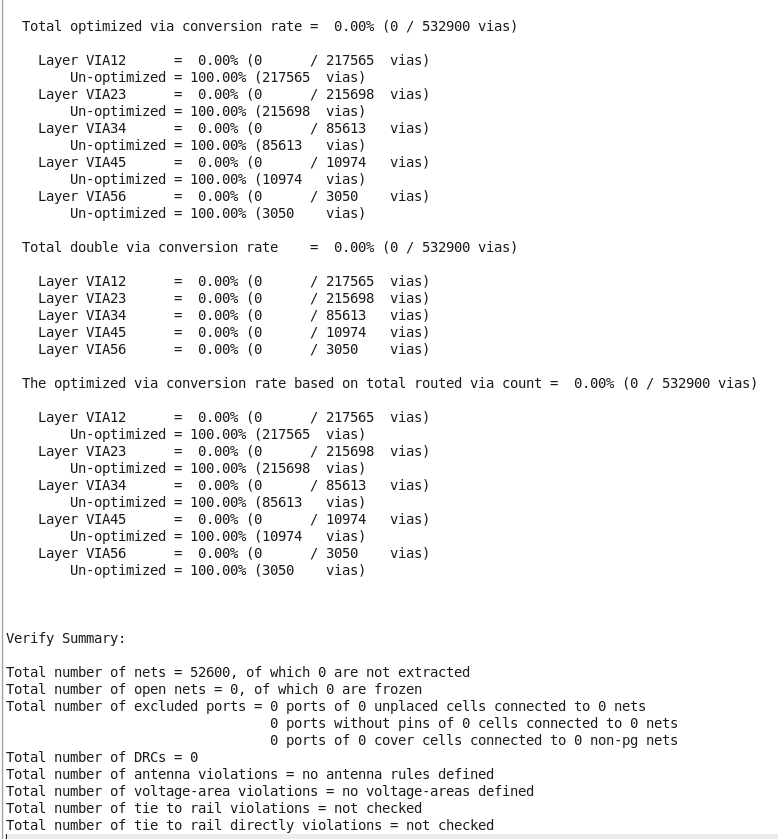 Total optimized via conversion rate =  0.00% (0 / 532900 vias)
Layer VIA12      =  0.00% (0      / 217565  vias)
Un-optimized = 100.00% (217565  vias)
Layer VIA23      =  0.00% (0      / 215698  vias)
Un-optimized = 100.00% (215698  vias)
Layer VIA34      =  0.00% (0      / 85613   vias)
Un-optimized = 100.00% (85613   vias)
Layer VIA45      =  0.00% (0      / 10974   vias)
Un-optimized = 100.00% (10974   vias)
Layer VIA56      =  0.00% (0      / 3050    vias)
Un-optimized = 100.00% (3050    vias)
Total double via conversion rate    =  0.00% (0 / 532900 vias)
Layer VIA12      =  0.00% (0      / 217565  vias)
Layer VIA23      =  0.00% (0      / 215698  vias)
Layer VIA34      =  0.00% (0      / 85613   vias)
Layer VIA45      =  0.00% (0      / 10974   vias)
Layer VIA56      =  0.00% (0      / 3050    vias)
The optimized via conversion rate based on total routed via count =  0.00% (0 / 532900 vias)
Layer VIA12      =  0.00% (0      / 217565  vias)
Un-optimized = 100.00% (217565  vias)
Layer VIA23      =  0.00% (0      / 215698  vias)
Un-optimized = 100.00% (215698  vias)
Layer VIA34      =  0.00% (0      / 85613   vias)
Un-optimized = 100.00% (85613   vias)
Layer VIA45      =  0.00% (0      / 10974   vias)
Un-optimized = 100.00% (10974   vias)
Layer VIA56      =  0.00% (0      / 3050    vias)
Un-optimized = 100.00% (3050    vias)
Verify Summary:
Total number of nets = 52600, of which 0 are not extracted
Total number of open nets = 0, of which 0 are frozen
Total number of excluded ports = 0 ports of 0 unplaced cells connected to 0 nets
0 ports without pins of 0 cells connected to 0 nets
0 ports of 0 cover cells connected to 0 non-pg nets
Total number of DRCs = 0
Total number of antenna violations = no antenna rules defined
Total number of voltage-area violations = no voltage-areas defined
Total number of tie to rail violations = not checked
Total number of tie to rail directly violations = not checked